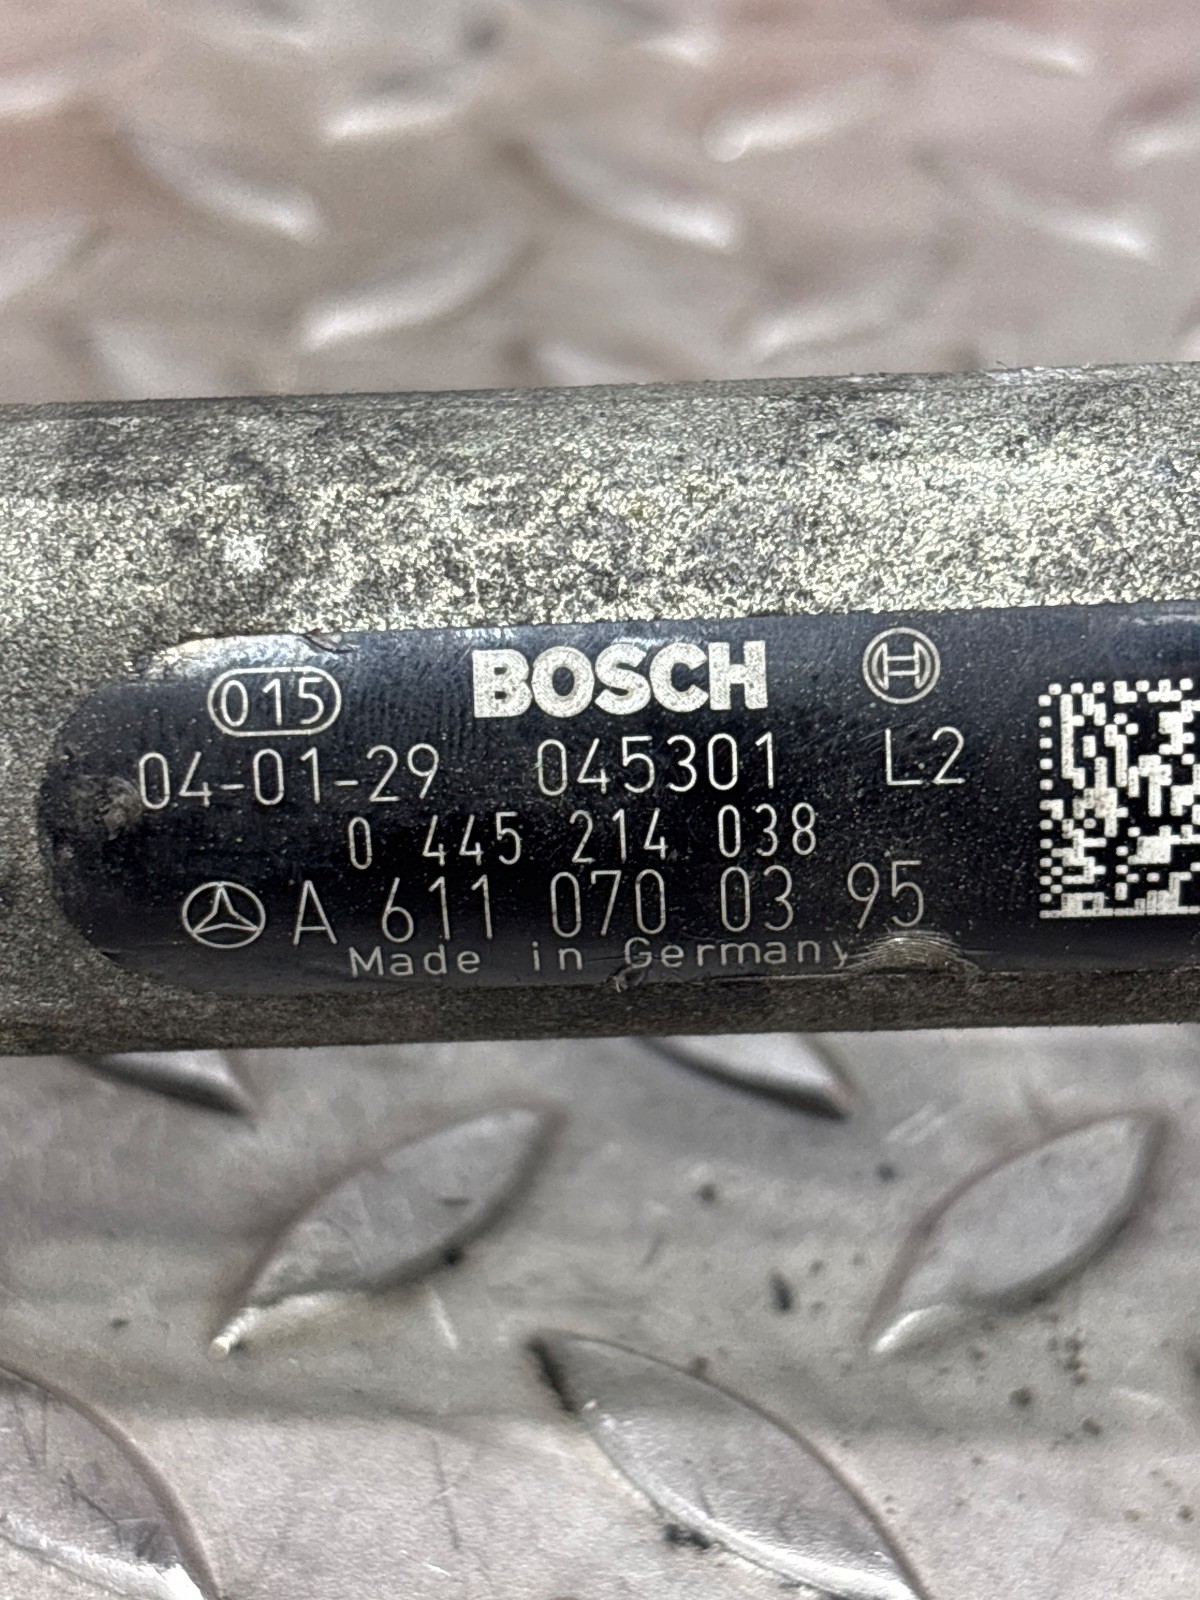 015 BOSCH
04-01-29 045301 L2
0 445 214 038
A 611 070 03 95
Made in Germany